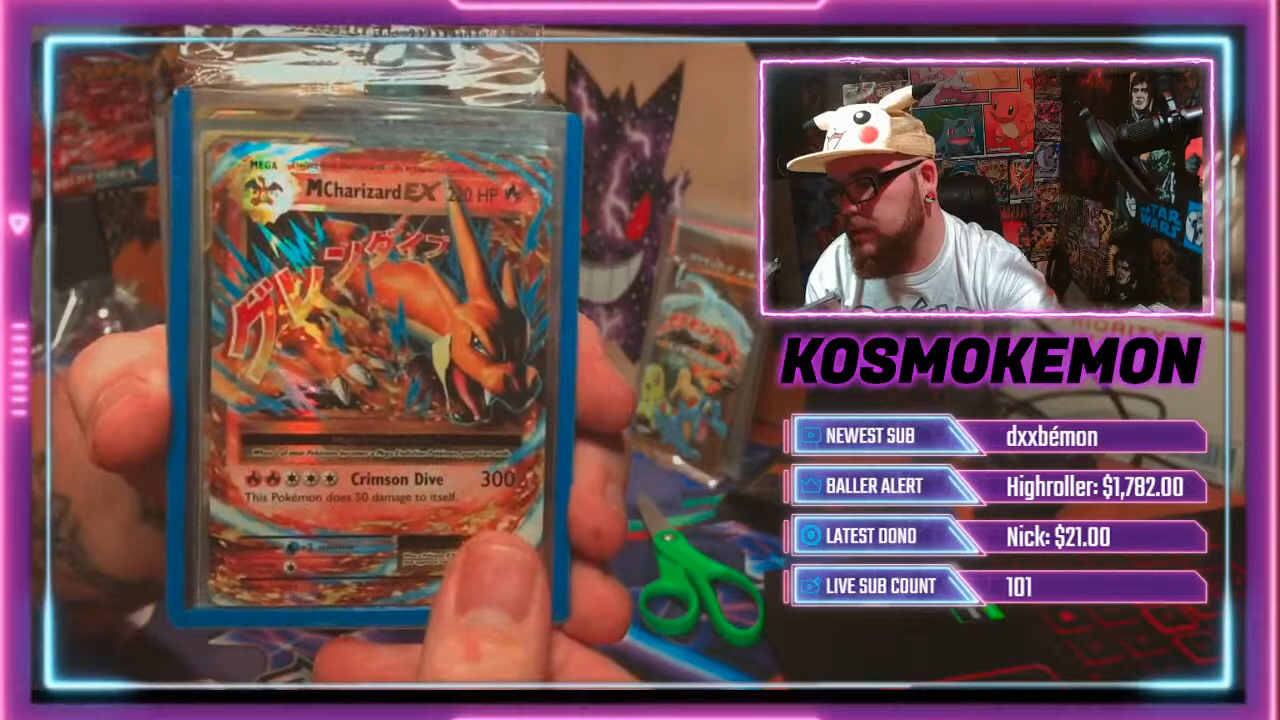 MEGA
MCharizard EX 220 HP
グレンダイブ
Crimson Dive 300
This Pokémon does 50 damage to itself.
STAR
WARS
KOSMOKEMON
NEWEST SUB dxxbémon
BALLER ALERT Highroller: $1,782.00
LATEST DONO Nick: $21.00
LIVE SUB COUNT 101